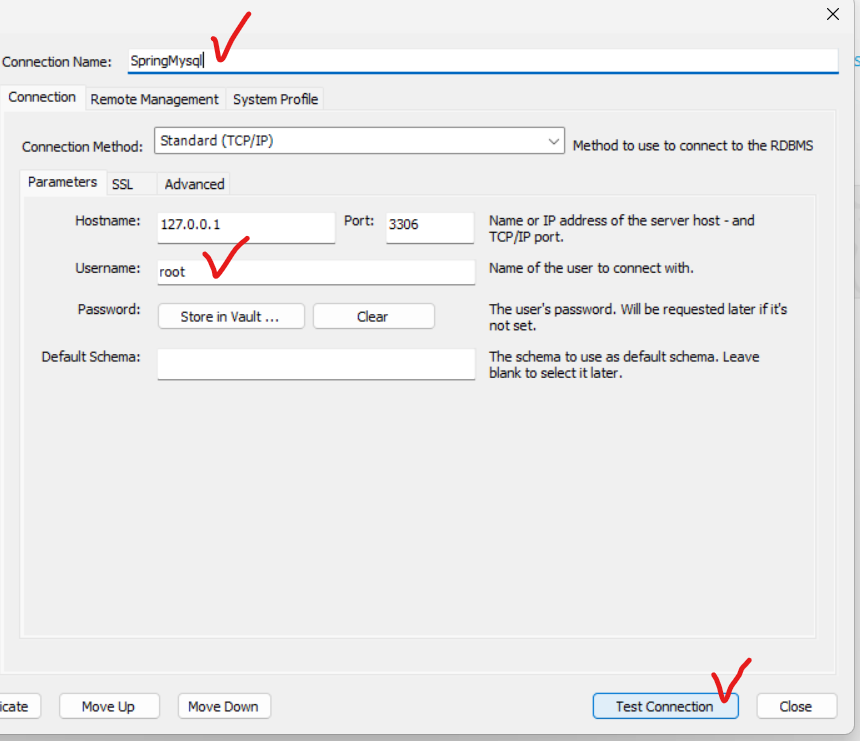 Connection Name: SpringMysql
Connection Remote Management System Profile
Connection Method: Standard (TCP/IP) Method to use to connect to the RDBMS
Parameters SSL Advanced
Hostname: 127.0.0.1 Port: 3306 Name or IP address of the server host - and
TCP/IP port.
Username: root Name of the user to connect with.
Password: Store in Vault ... Clear The user's password. Will be requested later if it's
not set.
Default Schema: The schema to use as default schema. Leave
blank to select it later.
icate Move Up Move Down Test Connection Close